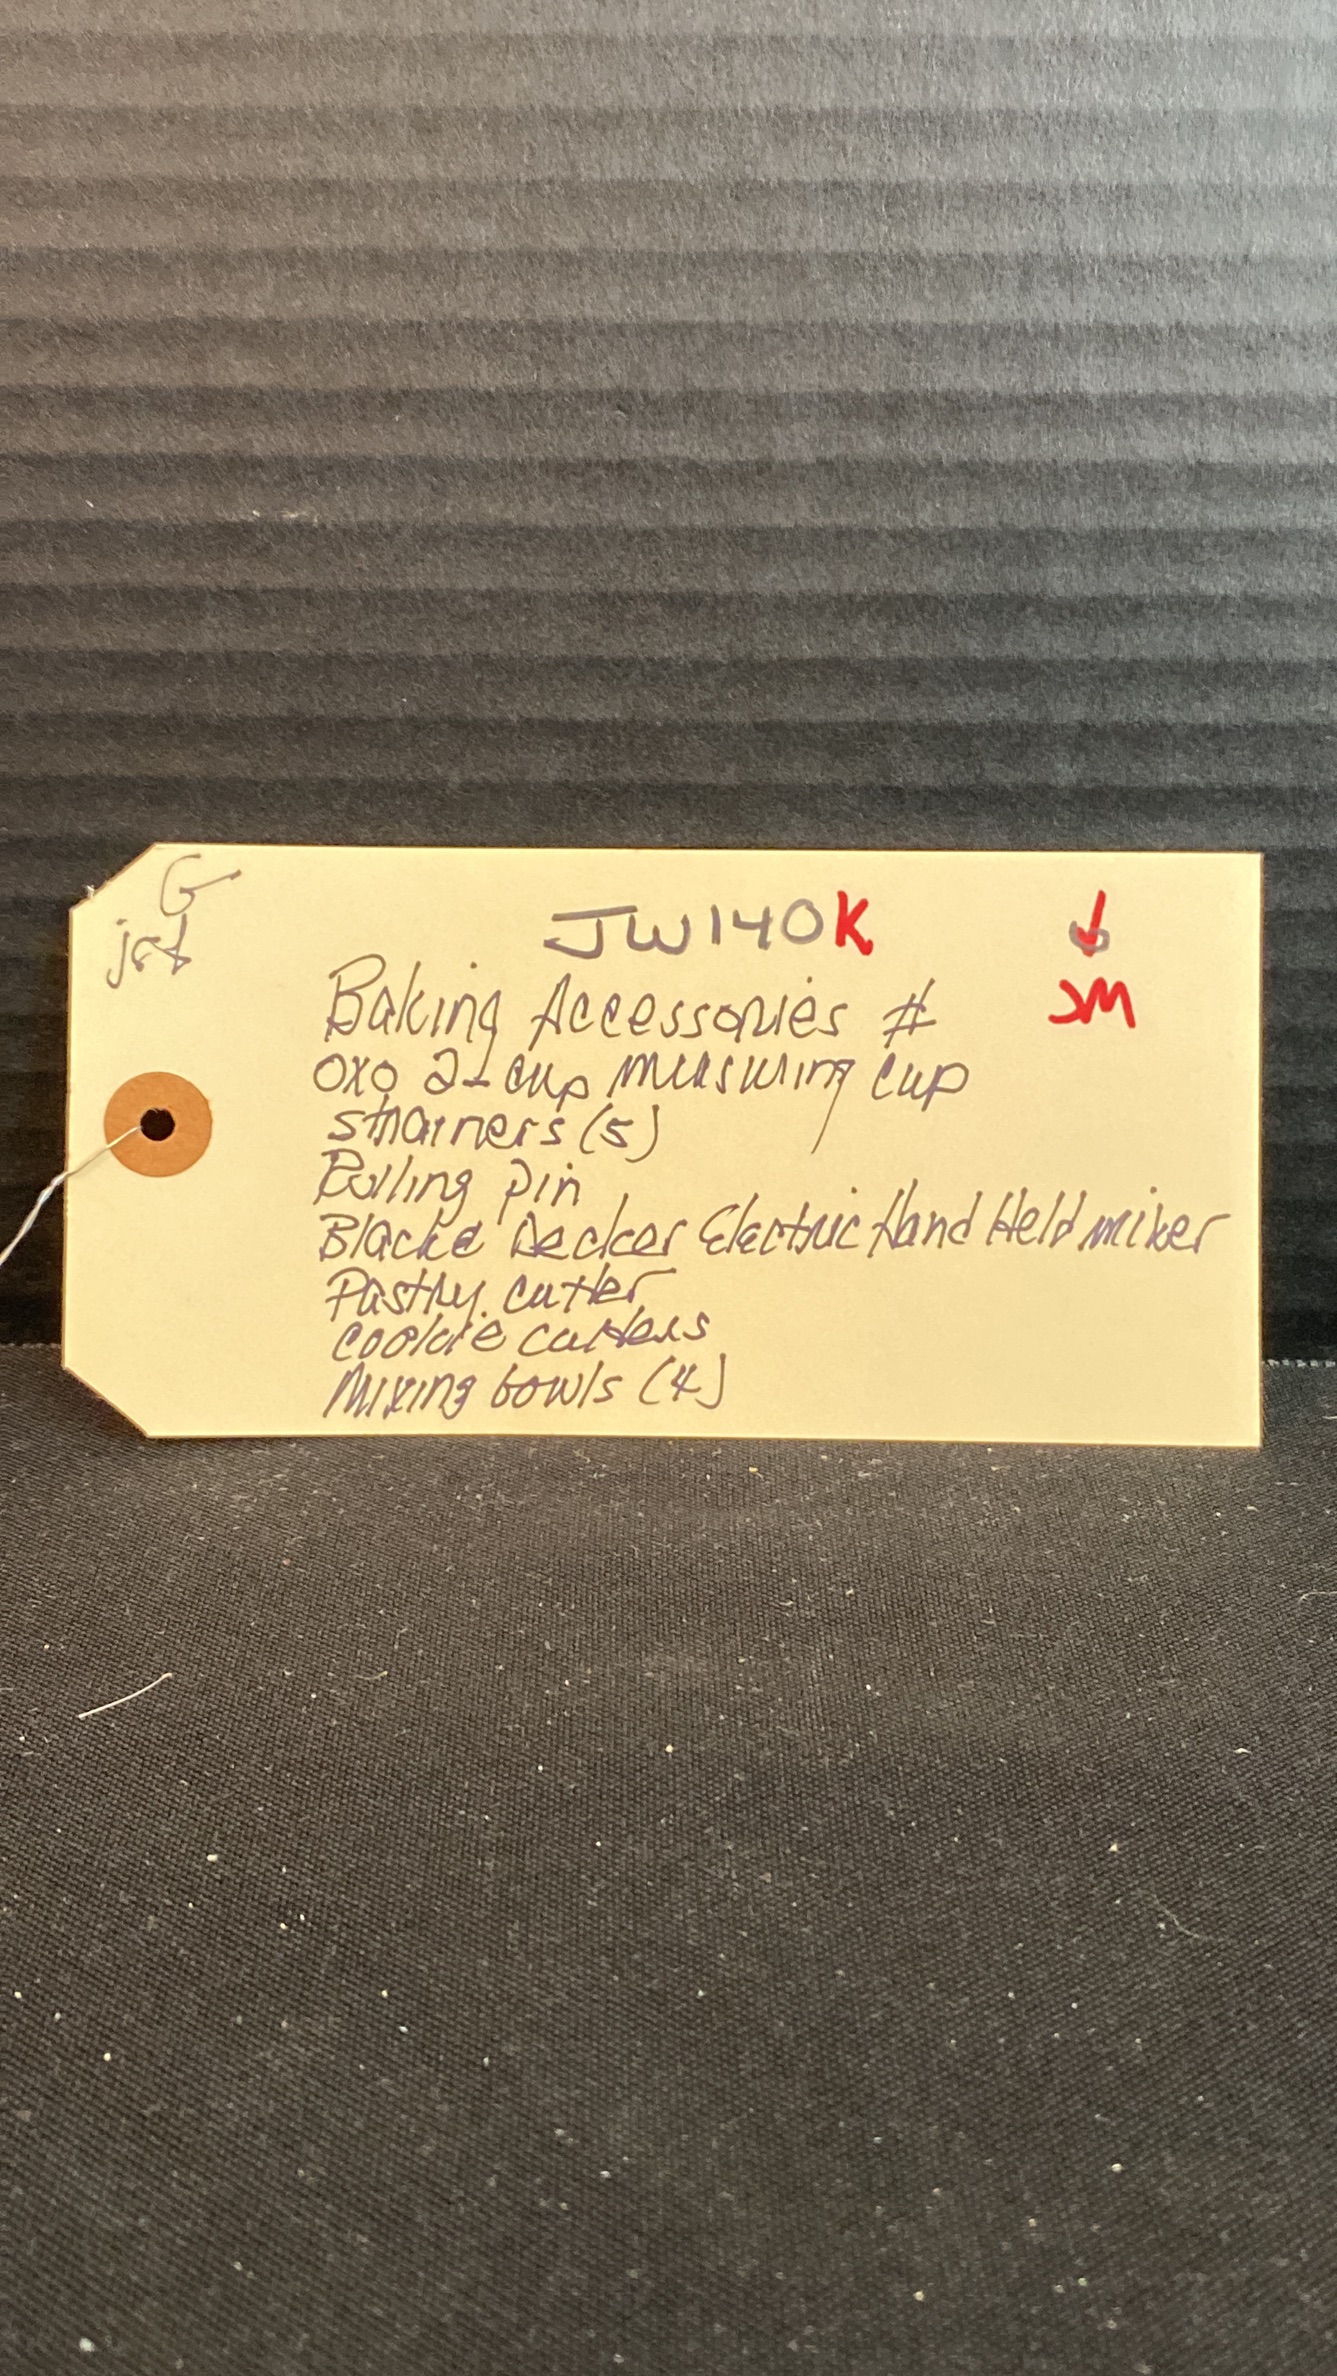 G
JW140K
Baking Accessories #
JM
OXO 2-cup measuring cup
strainers (5)
Rolling pin
Black & Decker Electric Hand Held mixer
Pastry cutter
cookie cutters
Mixing bowls (4)